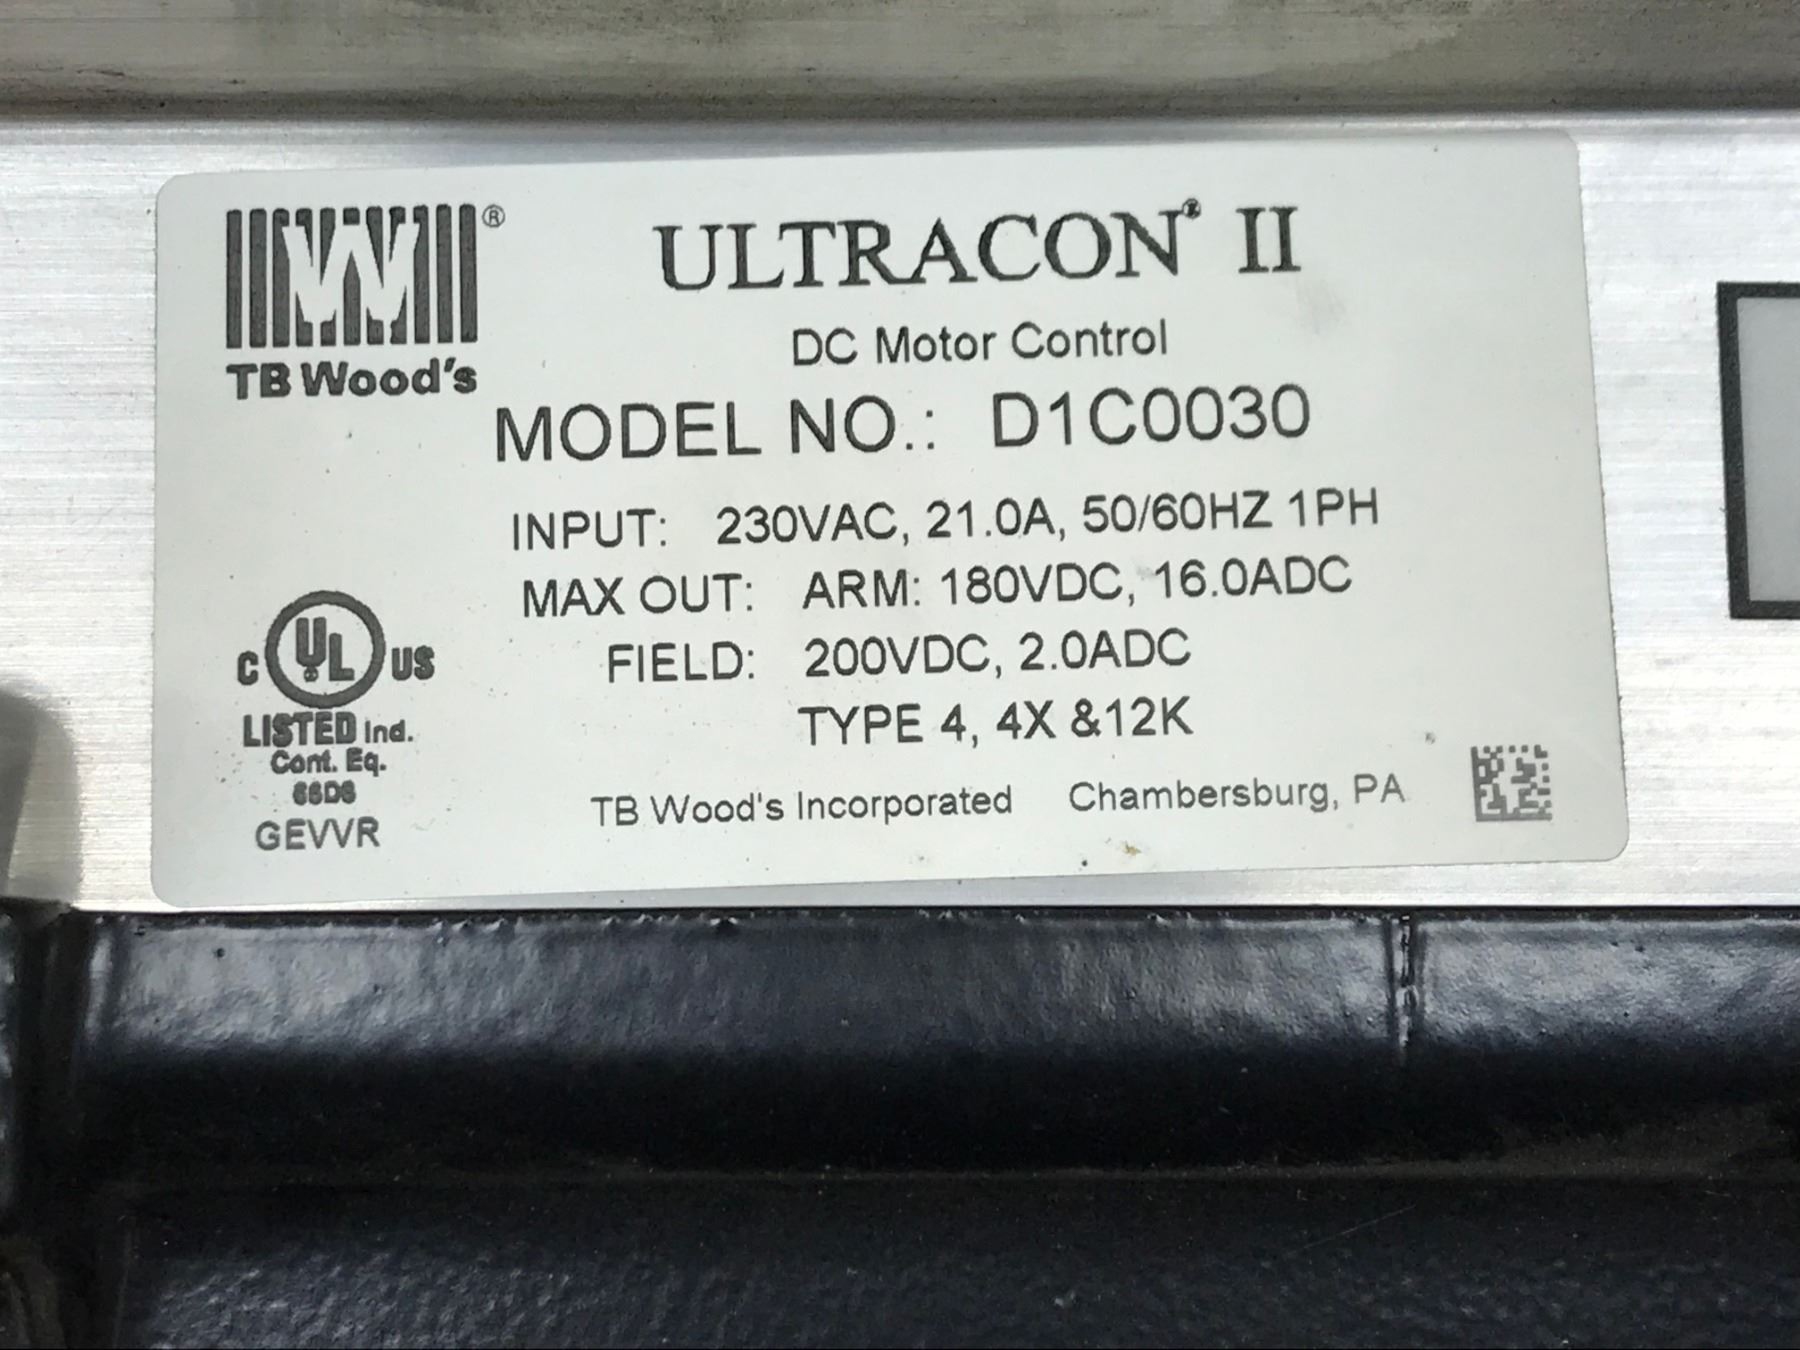 ®
TB Wood's
ULTRACON® II
DC Motor Control
MODEL NO.: D1C0030
INPUT: 230VAC, 21.0A, 50/60HZ 1PH
MAX OUT: ARM: 180VDC, 16.0ADC
FIELD: 200VDC, 2.0ADC
TYPE 4, 4X &12K
C UL US
LISTED Ind.
Cont. Eq.
66D6
GEVVR
TB Wood's Incorporated Chambersburg, PA